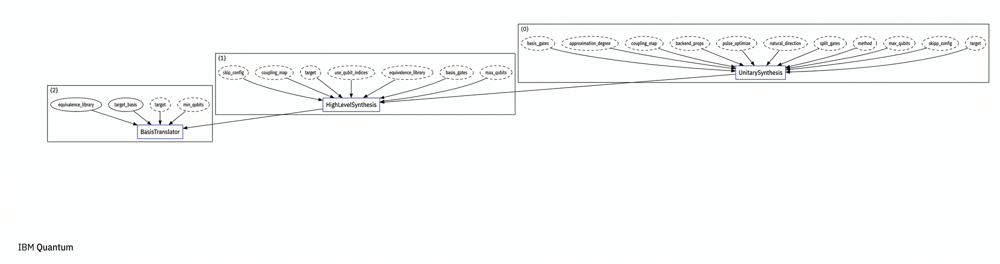 (0}
basis_gates approximation_degree coupling_map backend_props pulse_optimize natural_direction split_gates method max_qubits skipp_config target
UnitarySynthesis
{1}
skip_config coupling_map target use_qubit_indices equivıdence_library basis_gates max_qubits
HighLevelSynthesis
{2}
equivalence_library target_basis target min_qubits
BasisTranslator
IBM Quantum